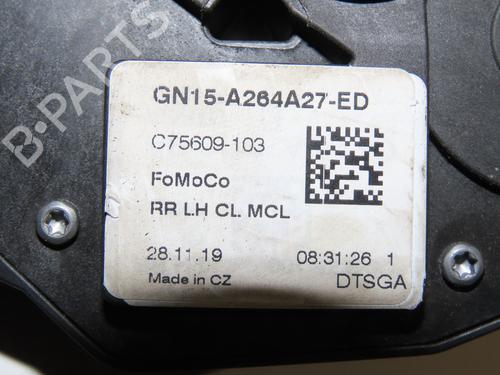 B-PARTS
GN15-A264A27-ED
C75609-103
FoMoCo
RR LH CL MCL
28.11.19 08:31:26 1
Made in CZ DTSGA